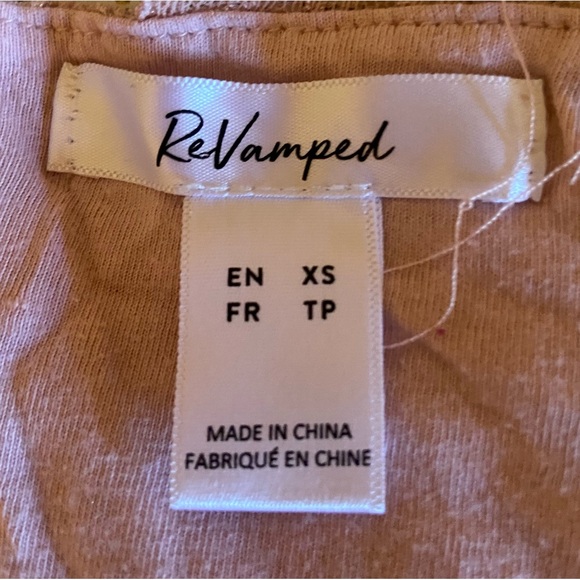 ReVamped
EN XS
FR TP
MADE IN CHINA
FABRIQUÉ EN CHINE